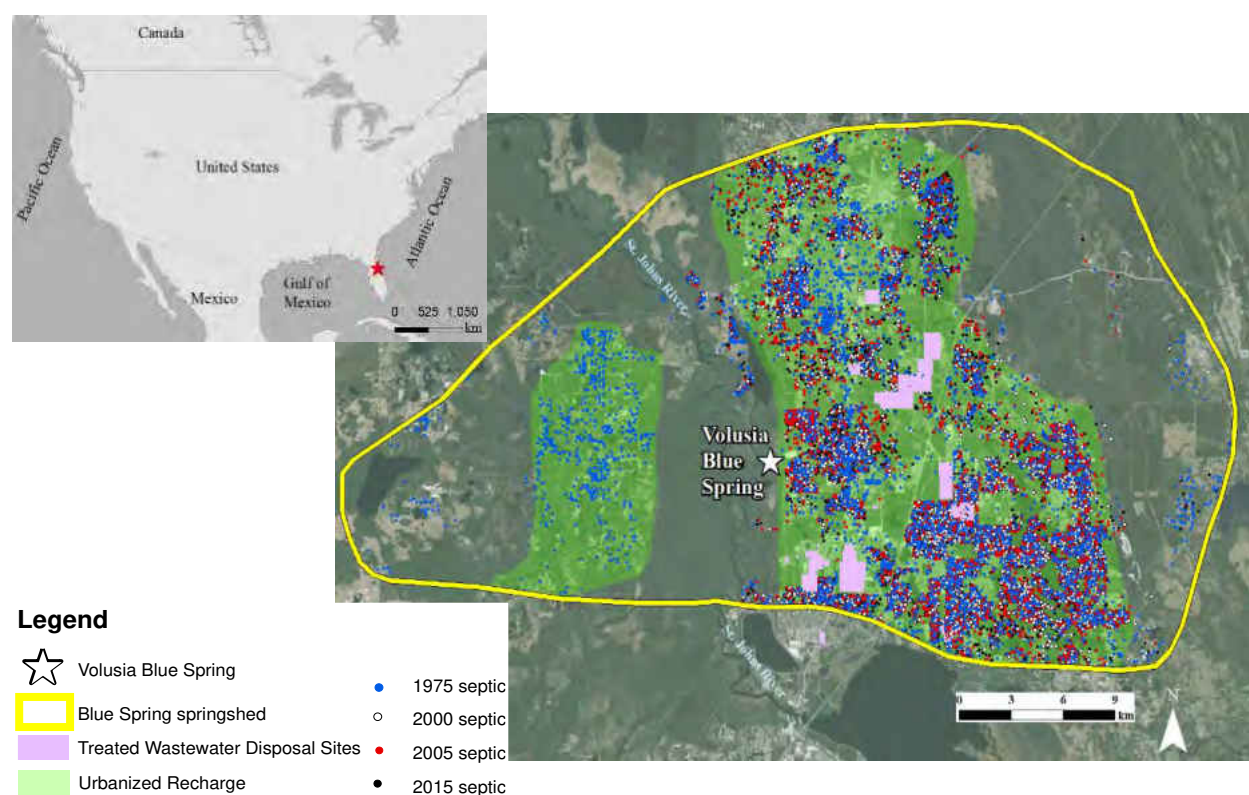 Canada
United States
Pacific Ocean
Atlantic Ocean
Mexico
Gulf of
Mexico
0 525 1,050
km
St. Johns River
Volusia
Blue
Spring
St. Johns River
0 3 6 9
km
N
Legend
Volusia Blue Spring
Blue Spring springshed
Treated Wastewater Disposal Sites
Urbanized Recharge
1975 septic
2000 septic
2005 septic
2015 septic